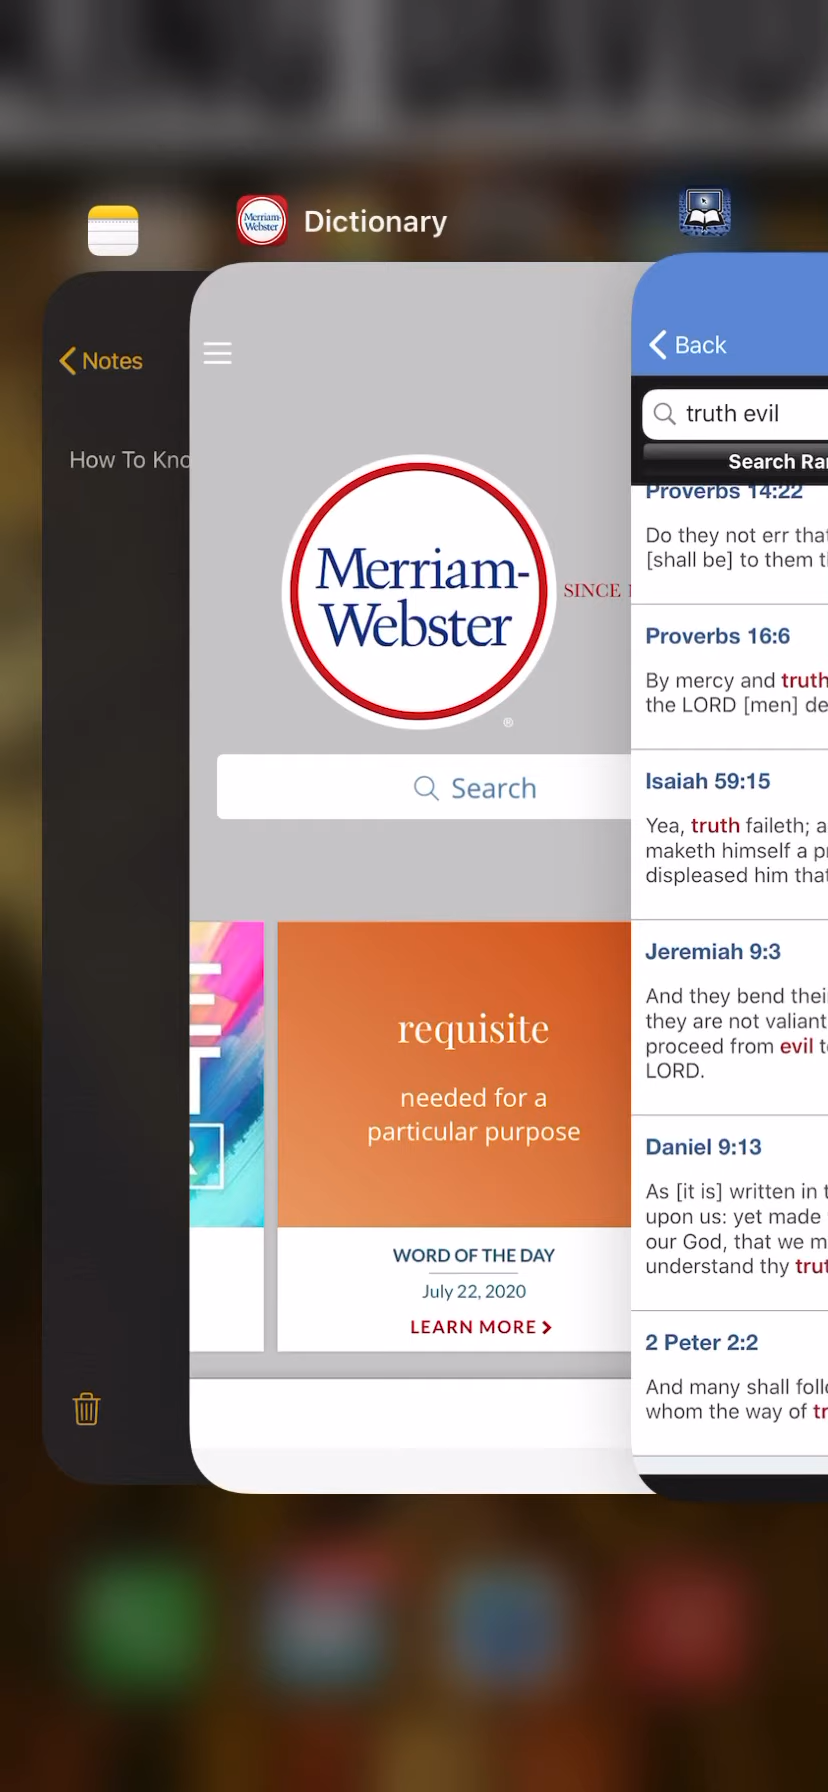 Merriam-
Webster
Dictionary
Notes
How To Kno
Merriam-
Webster
SINCE
®
Search
requisite
needed for a
particular purpose
WORD OF THE DAY
July 22, 2020
LEARN MORE
Back
truth evil
Search Ra
Proverbs 14:22
Do they not err that
[shall be] to them t
Proverbs 16:6
By mercy and truth
the LORD [men] de
Isaiah 59:15
Yea, truth faileth; a
maketh himself a p
displeased him that
Jeremiah 9:3
And they bend thei
they are not valiant
proceed from evil t
LORD.
Daniel 9:13
As [it is] written in t
upon us: yet made
our God, that we m
understand thy trut
2 Peter 2:2
And many shall foll
whom the way of tr